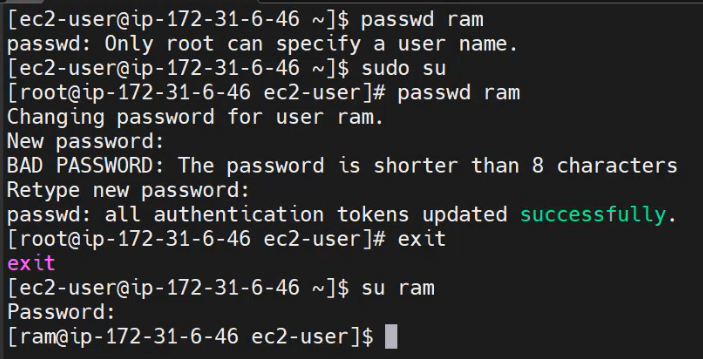 [ec2-user@ip-172-31-6-46 ~]$ passwd ram
passwd: Only root can specify a user name.
[ec2-user@ip-172-31-6-46 ~]$ sudo su
[root@ip-172-31-6-46 ec2-user]# passwd ram
Changing password for user ram.
New password:
BAD PASSWORD: The password is shorter than 8 characters
Retype new password:
passwd: all authentication tokens updated successfully.
[root@ip-172-31-6-46 ec2-user]# exit
exit
[ec2-user@ip-172-31-6-46 ~]$ su ram
Password:
[ram@ip-172-31-6-46 ec2-user]$